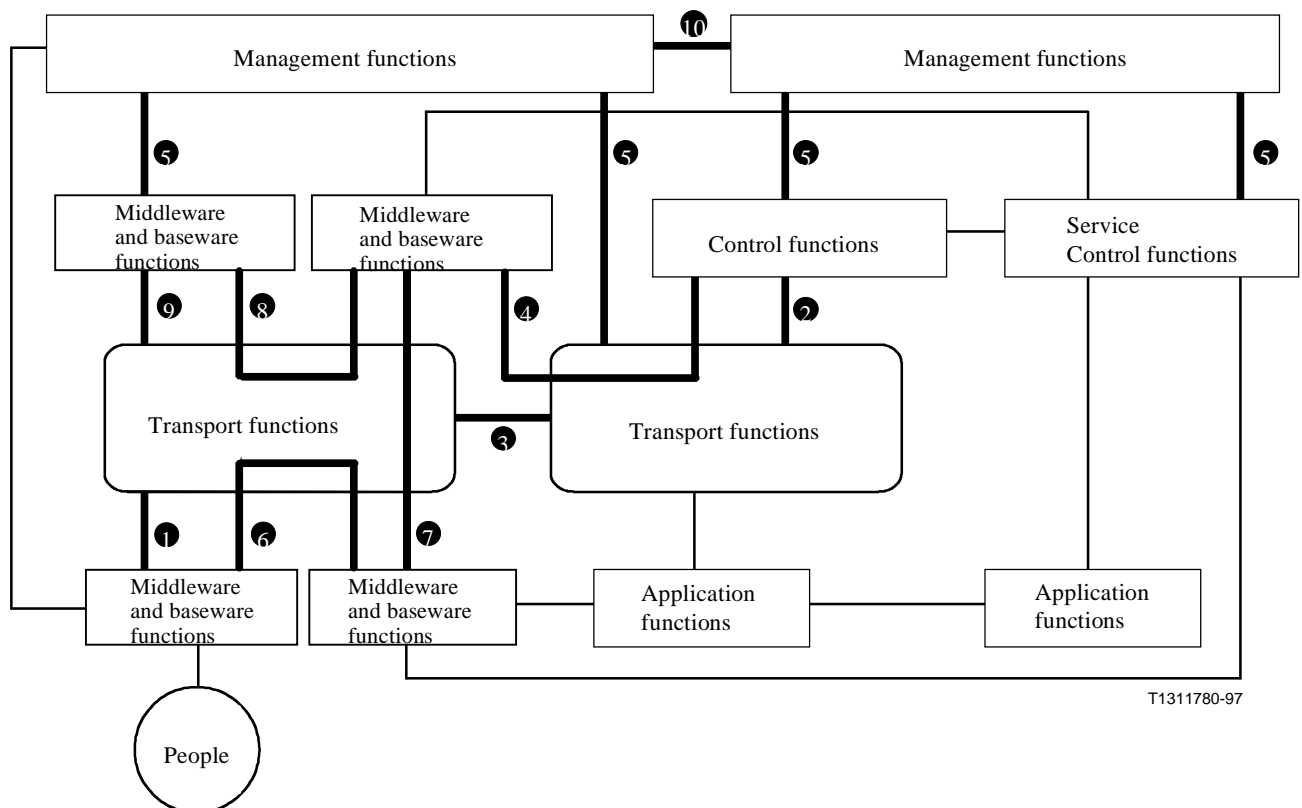 10
Management functions
Management functions
5
5
5
5
Middleware
and baseware
functions
Middleware
and baseware
functions
Control functions
Service
Control functions
9
8
4
2
Transport functions
3
Transport functions
1
6
7
Middleware
and baseware
functions
Middleware
and baseware
functions
Application
functions
Application
functions
T1311780-97
People